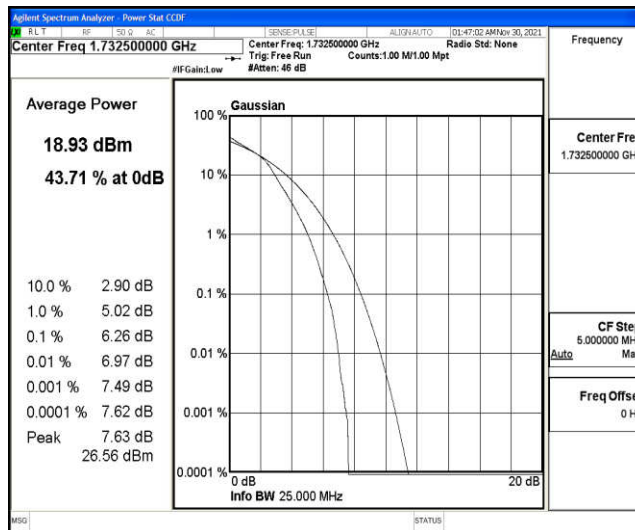 Agilent Spectrum Analyzer - Power Stat CCDF
RLT RF 50 Ω AC SENSE:PULSE ALIGNAUTO 01:47:02 AMNov 30, 2021
Center Freq 1.732500000 GHz
Center Freq: 1.732500000 GHz Radio Std: None
Trig: Free Run Counts:1.00 M/1.00 Mpt
#IFGain:Low #Atten: 46 dB
Frequency
Average Power
18.93 dBm
43.71 % at 0dB
10.0 % 2.90 dB
1.0 % 5.02 dB
0.1 % 6.26 dB
0.01 % 6.97 dB
0.001 % 7.49 dB
0.0001 % 7.62 dB
Peak 7.63 dB
26.56 dBm
Gaussian
100 %
10 %
1 %
0.1 %
0.01 %
0.001 %
0.0001 %
0 dB 20 dB
Info BW 25.000 MHz
Center Fre
1.732500000 GH
CF Ste
5.000000 MH
Auto Ma
Freq Offse
0 H
MSG STATUS